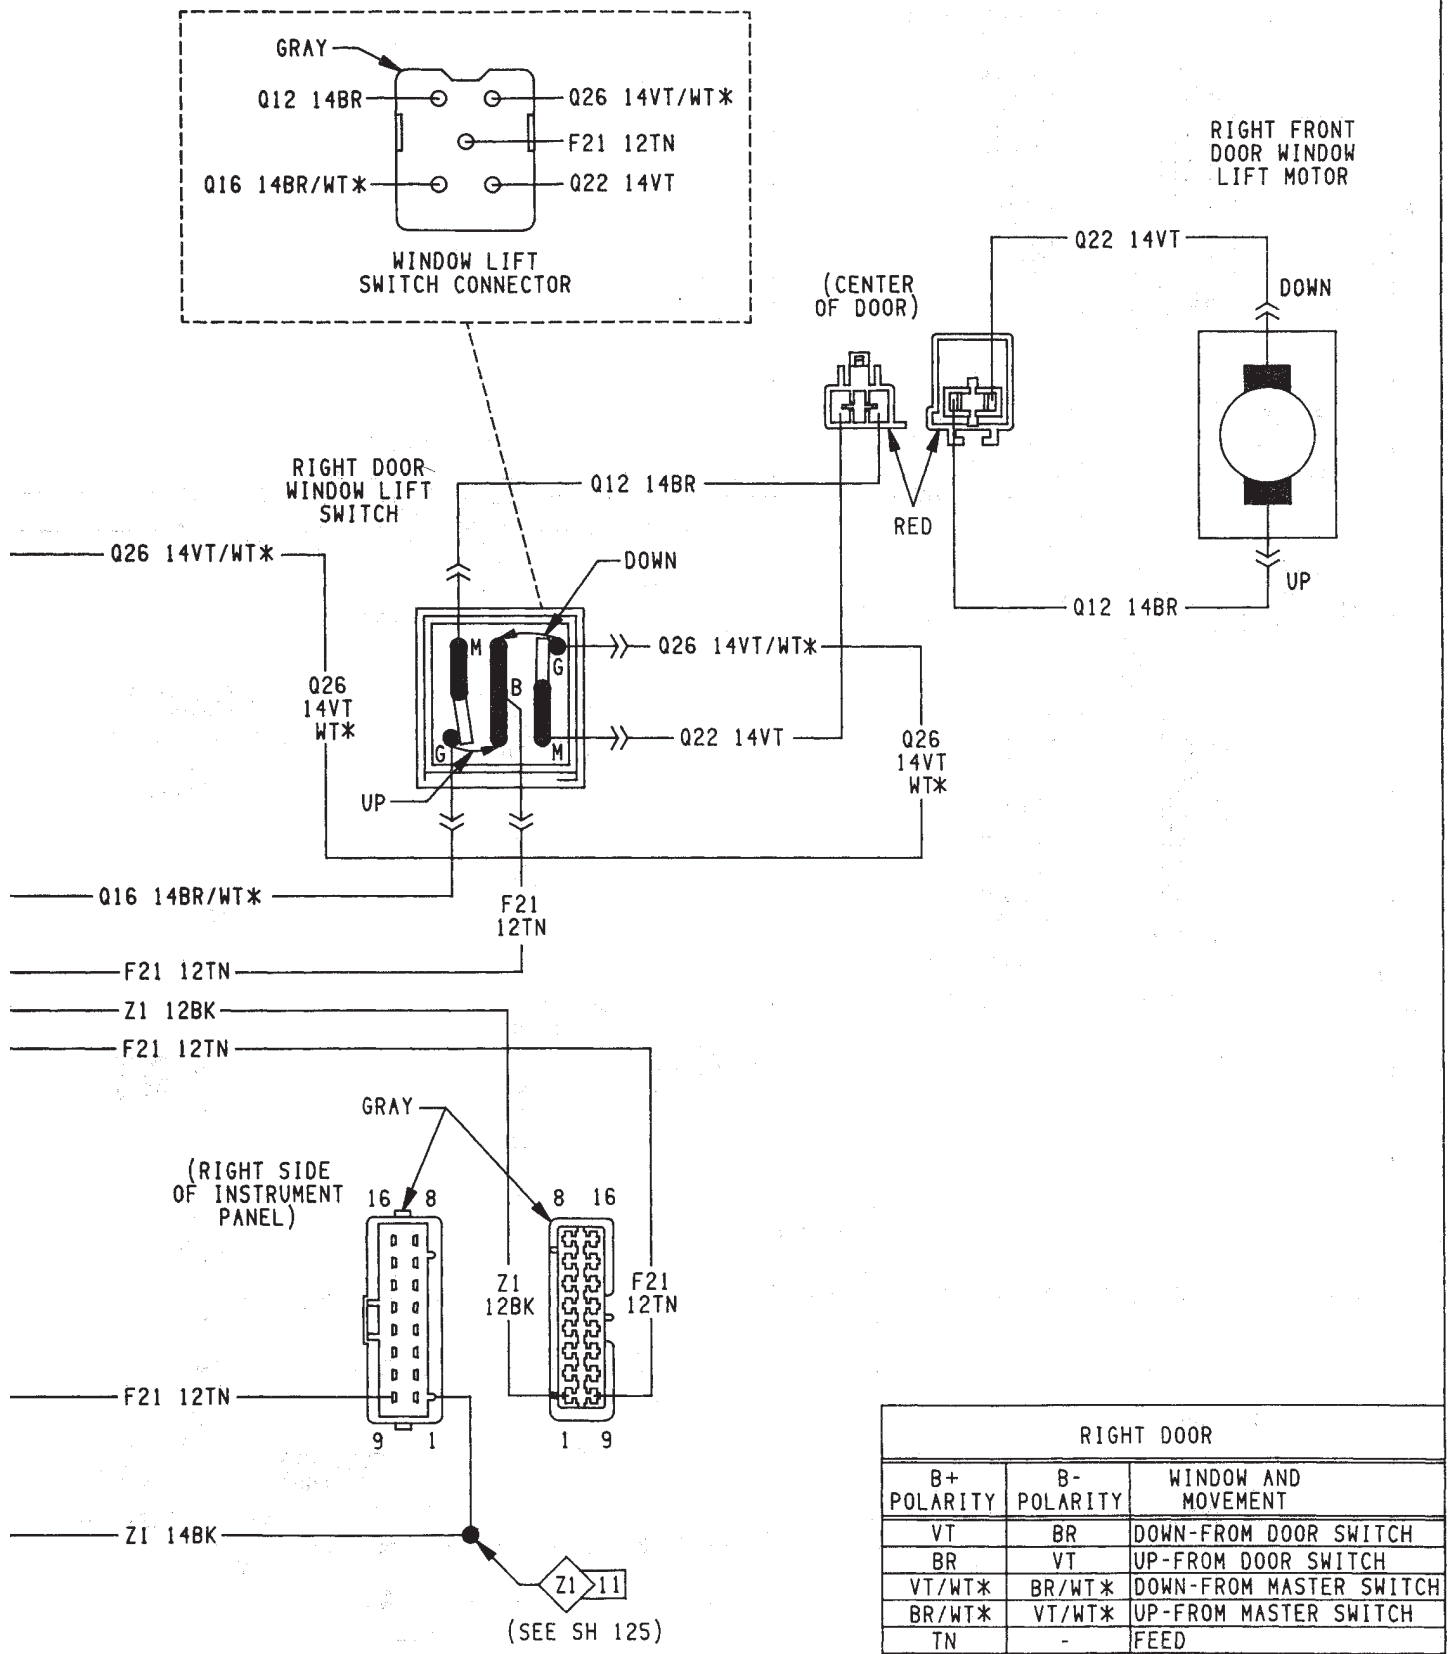 GRAY
Q12 14BR
Q26 14VT/WT*
F21 12TN
Q16 14BR/WT*
Q22 14VT
WINDOW LIFT
SWITCH CONNECTOR
RIGHT FRONT
DOOR WINDOW
LIFT MOTOR
Q22 14VT
(CENTER
OF DOOR)
DOWN
RIGHT DOOR
WINDOW LIFT
SWITCH
Q12 14BR
RED
Q26 14VT/WT*
DOWN
UP
Q12 14BR
M
G
Q26 14VT/WT*
B
Q26
14VT
WT*
Q22 14VT
Q26
14VT
WT*
G
M
UP
Q16 14BR/WT*
F21
12TN
F21 12TN
Z1 12BK
F21 12TN
GRAY
(RIGHT SIDE
OF INSTRUMENT
PANEL)
16 8
8 16
Z1
12BK
F21
12TN
F21 12TN
9 1
1 9
Z1 14BK
Z1 11
(SEE SH 125)
RIGHT DOOR
B+ POLARITY B- POLARITY WINDOW AND MOVEMENT
VT BR DOWN-FROM DOOR SWITCH
BR VT UP-FROM DOOR SWITCH
VT/WT* BR/WT* DOWN-FROM MASTER SWITCH
BR/WT* VT/WT* UP-FROM MASTER SWITCH
TN - FEED